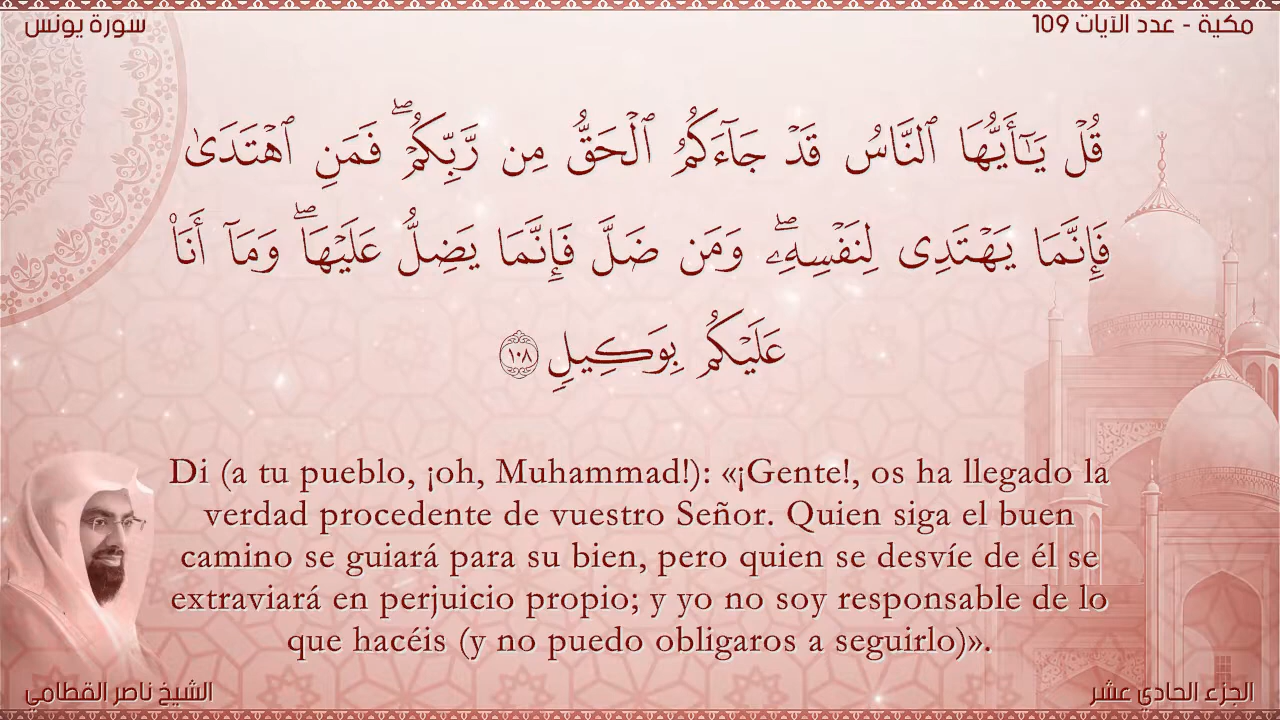 سورة يونس
مكية - عدد الآيات 109
قُلْ يَـٰٓأَيُّهَا ٱلنَّاسُ قَدْ جَآءَكُمُ ٱلْحَقُّ مِن رَّبِّكُمْ ۖ فَمَنِ ٱهْتَدَىٰ
فَإِنَّمَا يَهْتَدِى لِنَفْسِهِۦ ۖ وَمَن ضَلَّ فَإِنَّمَا يَضِلُّ عَلَيْهَا ۖ وَمَآ أَنَا۠
عَلَيْكُم بِوَكِيلٍ ١٠٨
Di (a tu pueblo, ¡oh, Muhammad!): «¡Gente!, os ha llegado la
verdad procedente de vuestro Señor. Quien siga el buen
camino se guiará para su bien, pero quien se desvíe de él se
extraviará en perjuicio propio; y yo no soy responsable de lo
que hacéis (y no puedo obligaros a seguirlo)».
الشيخ ناصر القطامي
الجزء الحادي عشر